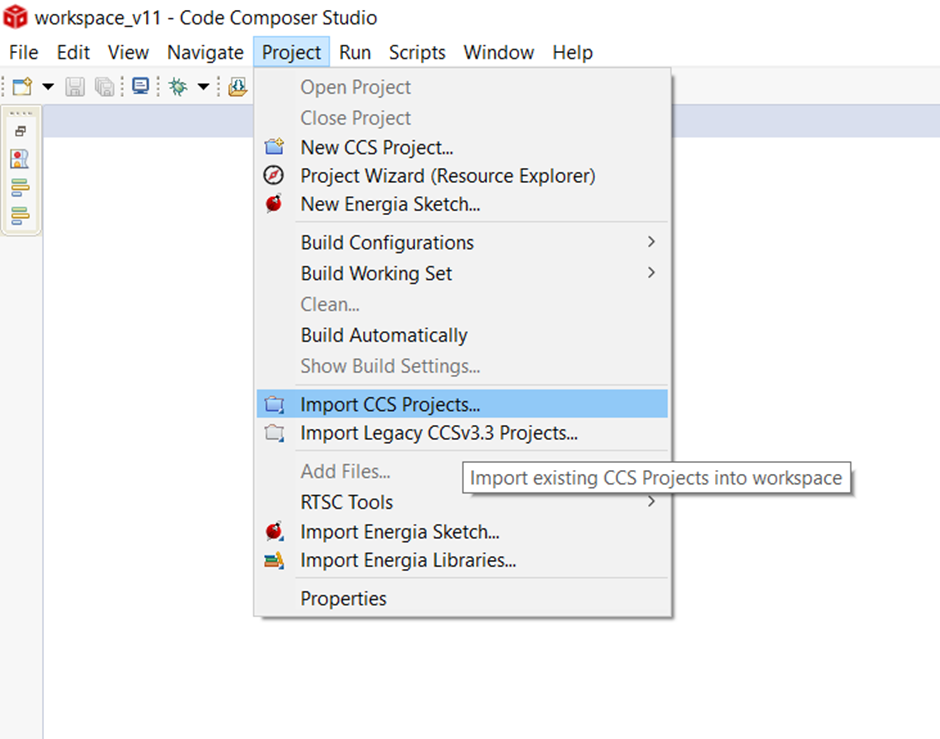 workspace_v11 - Code Composer Studio
File Edit View Navigate Project Run Scripts Window Help
Open Project
Close Project
New CCS Project...
Project Wizard (Resource Explorer)
New Energia Sketch...
Build Configurations
Build Working Set
Clean...
Build Automatically
Show Build Settings...
Import CCS Projects...
Import Legacy CCSv3.3 Projects...
Add Files...
Import existing CCS Projects into workspace
RTSC Tools
Import Energia Sketch...
Import Energia Libraries...
Properties